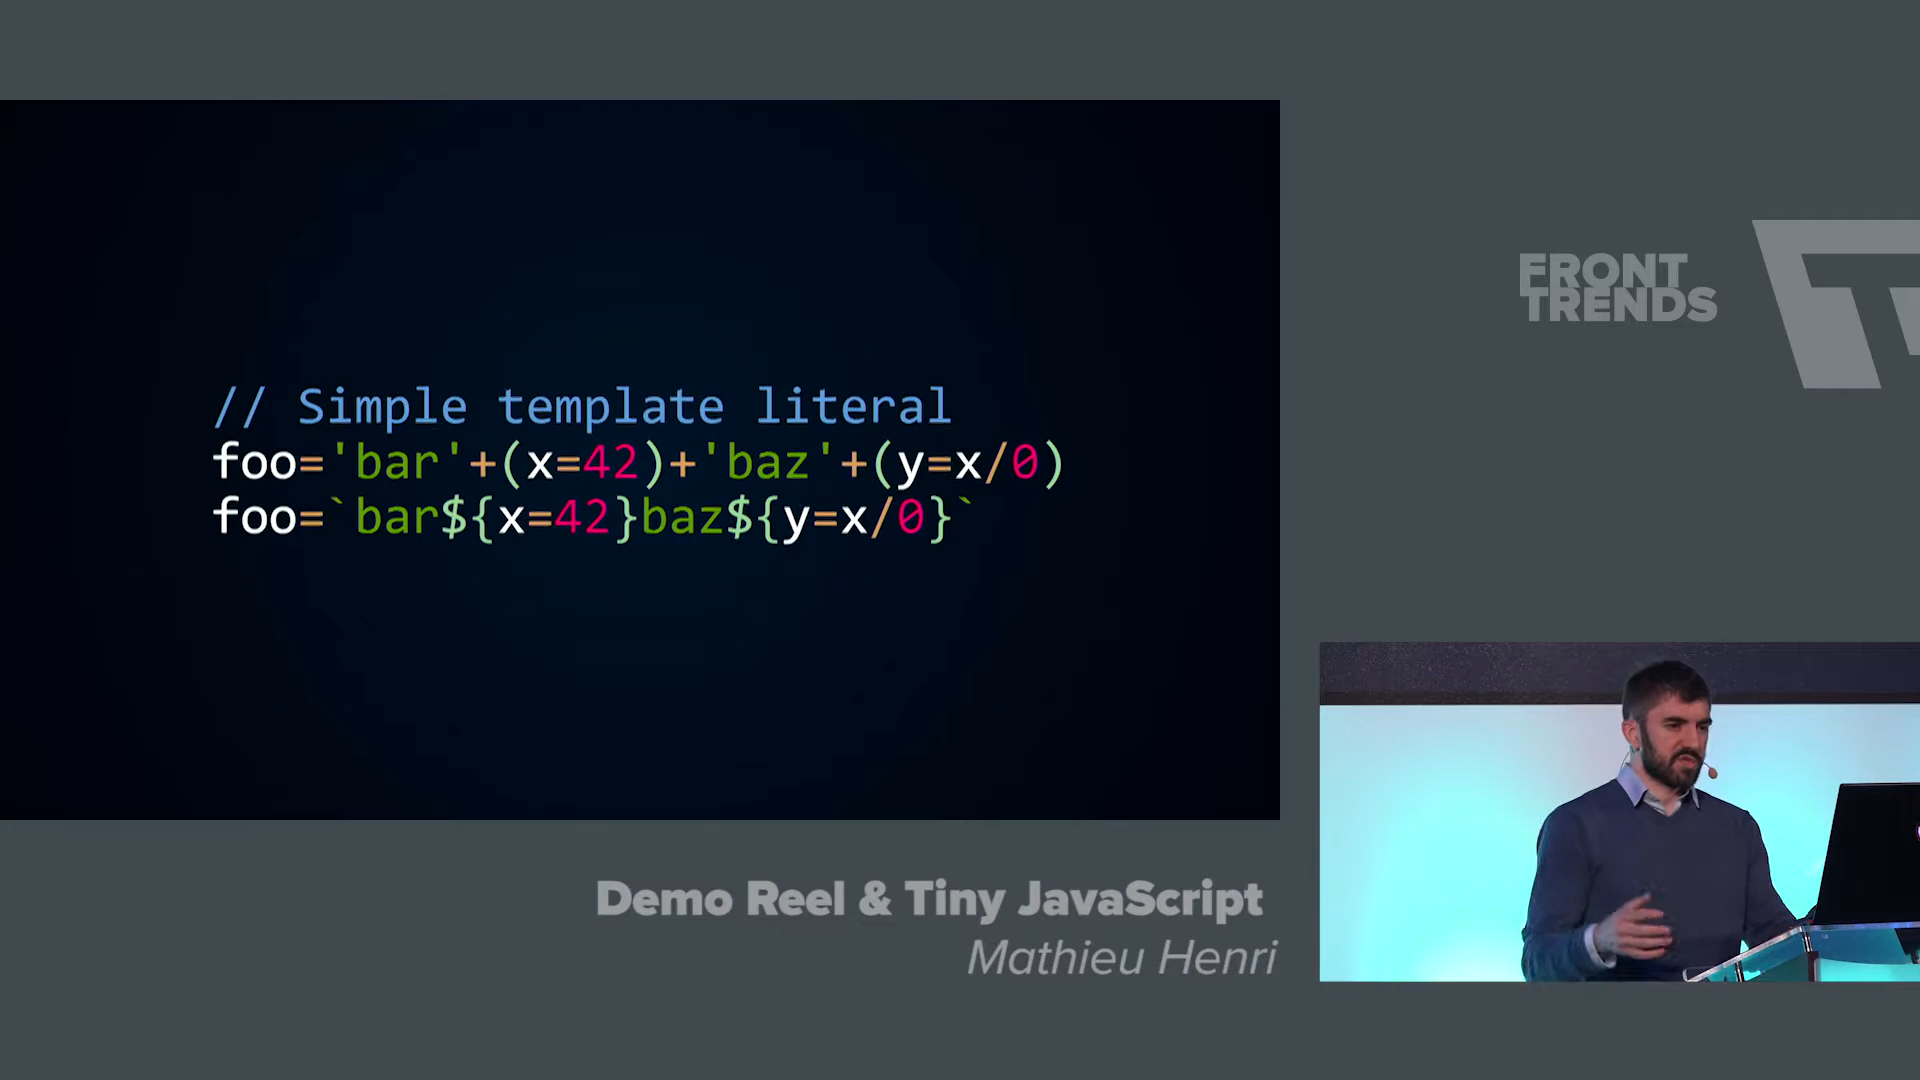 // Simple template literal
foo='bar'+(x=42)+'baz'+(y=x/0)
foo=`bar${x=42}baz${y=x/0}`
FRONT
TRENDS
Demo Reel & Tiny JavaScript
Mathieu Henri